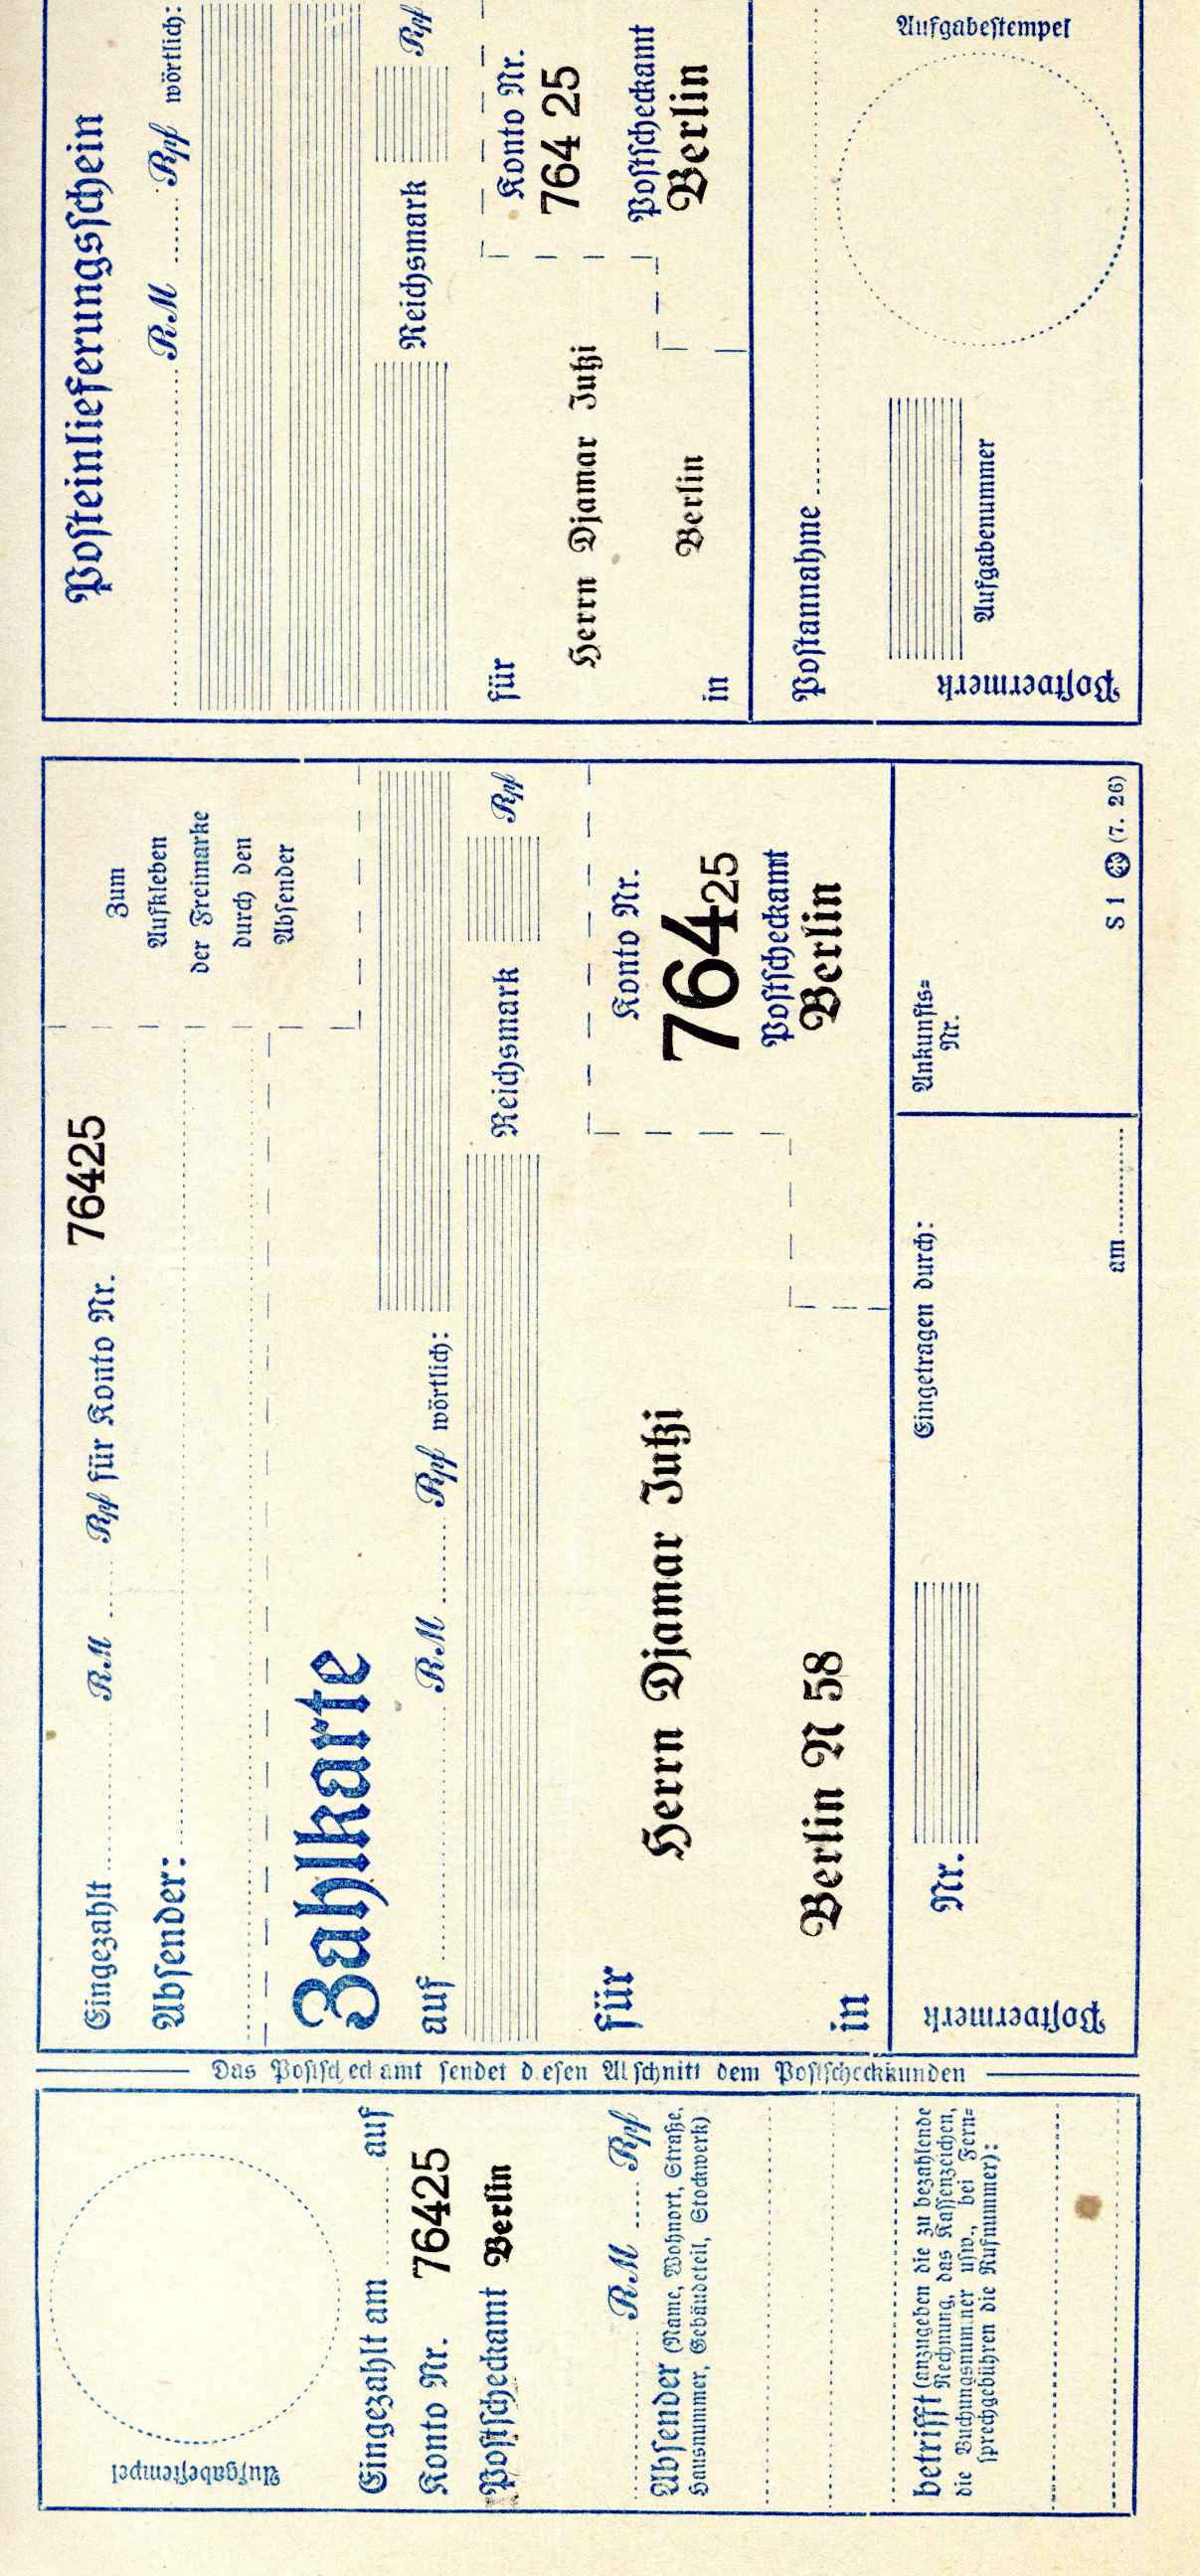 Aufgabeſtempel
Eingezahlt am ........ auf
Konto Nr. 76425
Poſtſcheckamt Berlin
RM ...... Rpf
Abſender (Name, Wohnort, Straße,
Hausnummer, Gebäudeteil, Stockwerk)
betrifft (anzugeben die zu bezahlende
Rechnung, das Kaſſenzeichen,
die Buchungsnummer uſw., bei Fern⸗
ſprechgebühren die Rufnummer):
Das Poſtſcheckamt ſendet dieſen Abſchnitt dem Poſtſcheckkunden
Eingezahlt ........ RM ...... Rpf für Konto Nr. 76425
Abſender:
Zum
Aufkleben
der Freimarke
durch den
Abſender
Zahlkarte
auf ........ RM ...... Rpf wörtlich:
Reichsmark Rpf
für
Herrn Djamar Jutzi
in
Berlin N 58
Konto Nr.
76425
Poſtſcheckamt
Berlin
Poſtvermerk
Nr.
Eingetragen durch:
am
Ankunfts⸗
Nr.
S 1 (7. 26)
Poſteinlieferungsſchein
RM ...... Rpf wörtlich:
Reichsmark Rpf
für
Herrn Djamar Jutzi
in
Berlin
Konto Nr.
764 25
Poſtſcheckamt
Berlin
Poſtannahme
Aufgabenummer
Poſtvermerk
Aufgabeſtempel